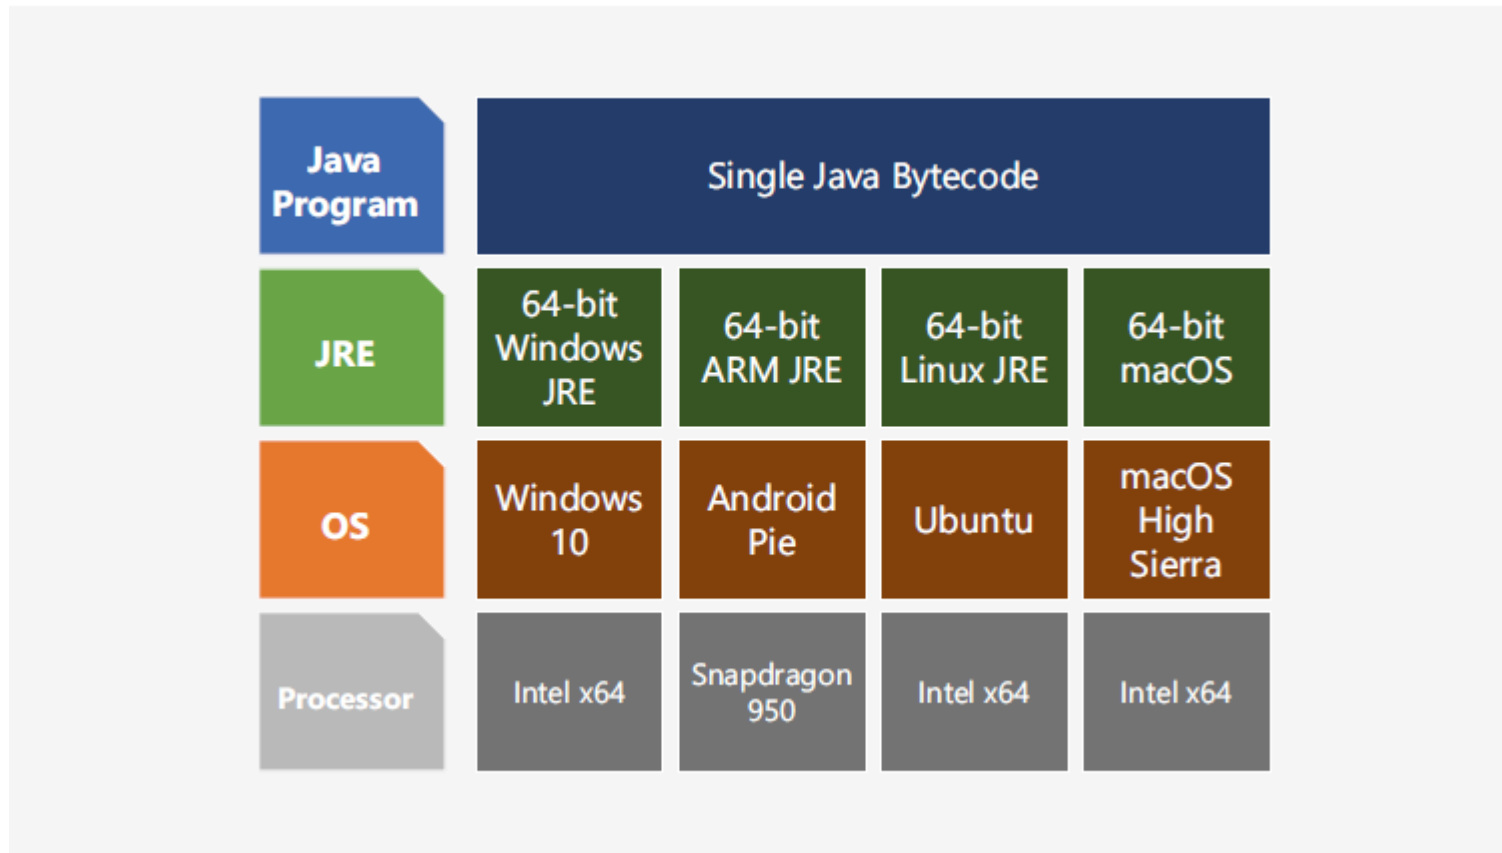 Java
Program
Single Java Bytecode
JRE
64-bit
Windows
JRE
64-bit
ARM JRE
64-bit
Linux JRE
64-bit
macOS
OS
Windows
10
Android
Pie
Ubuntu
macOS
High
Sierra
Processor
Intel x64
Snapdragon
950
Intel x64
Intel x64